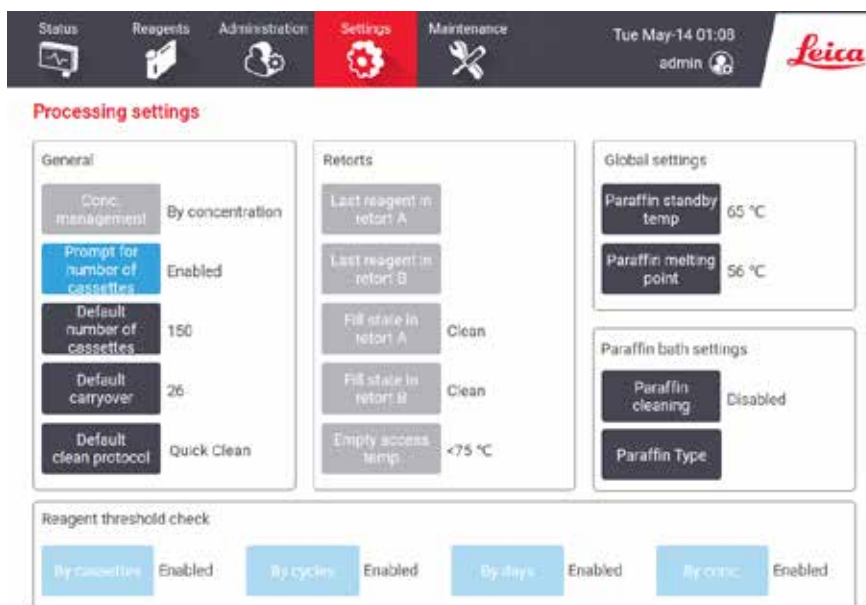 Status Reagents Administration Settings Maintenance
Tue May-14 01:08
admin
Leica
Processing settings
General
Conc. management By concentration
Prompt for number of cassettes Enabled
Default number of cassettes 150
Default carryover 26
Default clean protocol Quick Clean
Retorts
Last reagent in retort A
Last reagent in retort B
Fill state in retort A Clean
Fill state in retort B Clean
Empty access temp <75 °C
Global settings
Paraffin standby temp 65 °C
Paraffin melting point 56 °C
Paraffin bath settings
Paraffin cleaning Disabled
Paraffin Type
Reagent threshold check
By cassettes Enabled By cycles Enabled By days Enabled By conc. Enabled